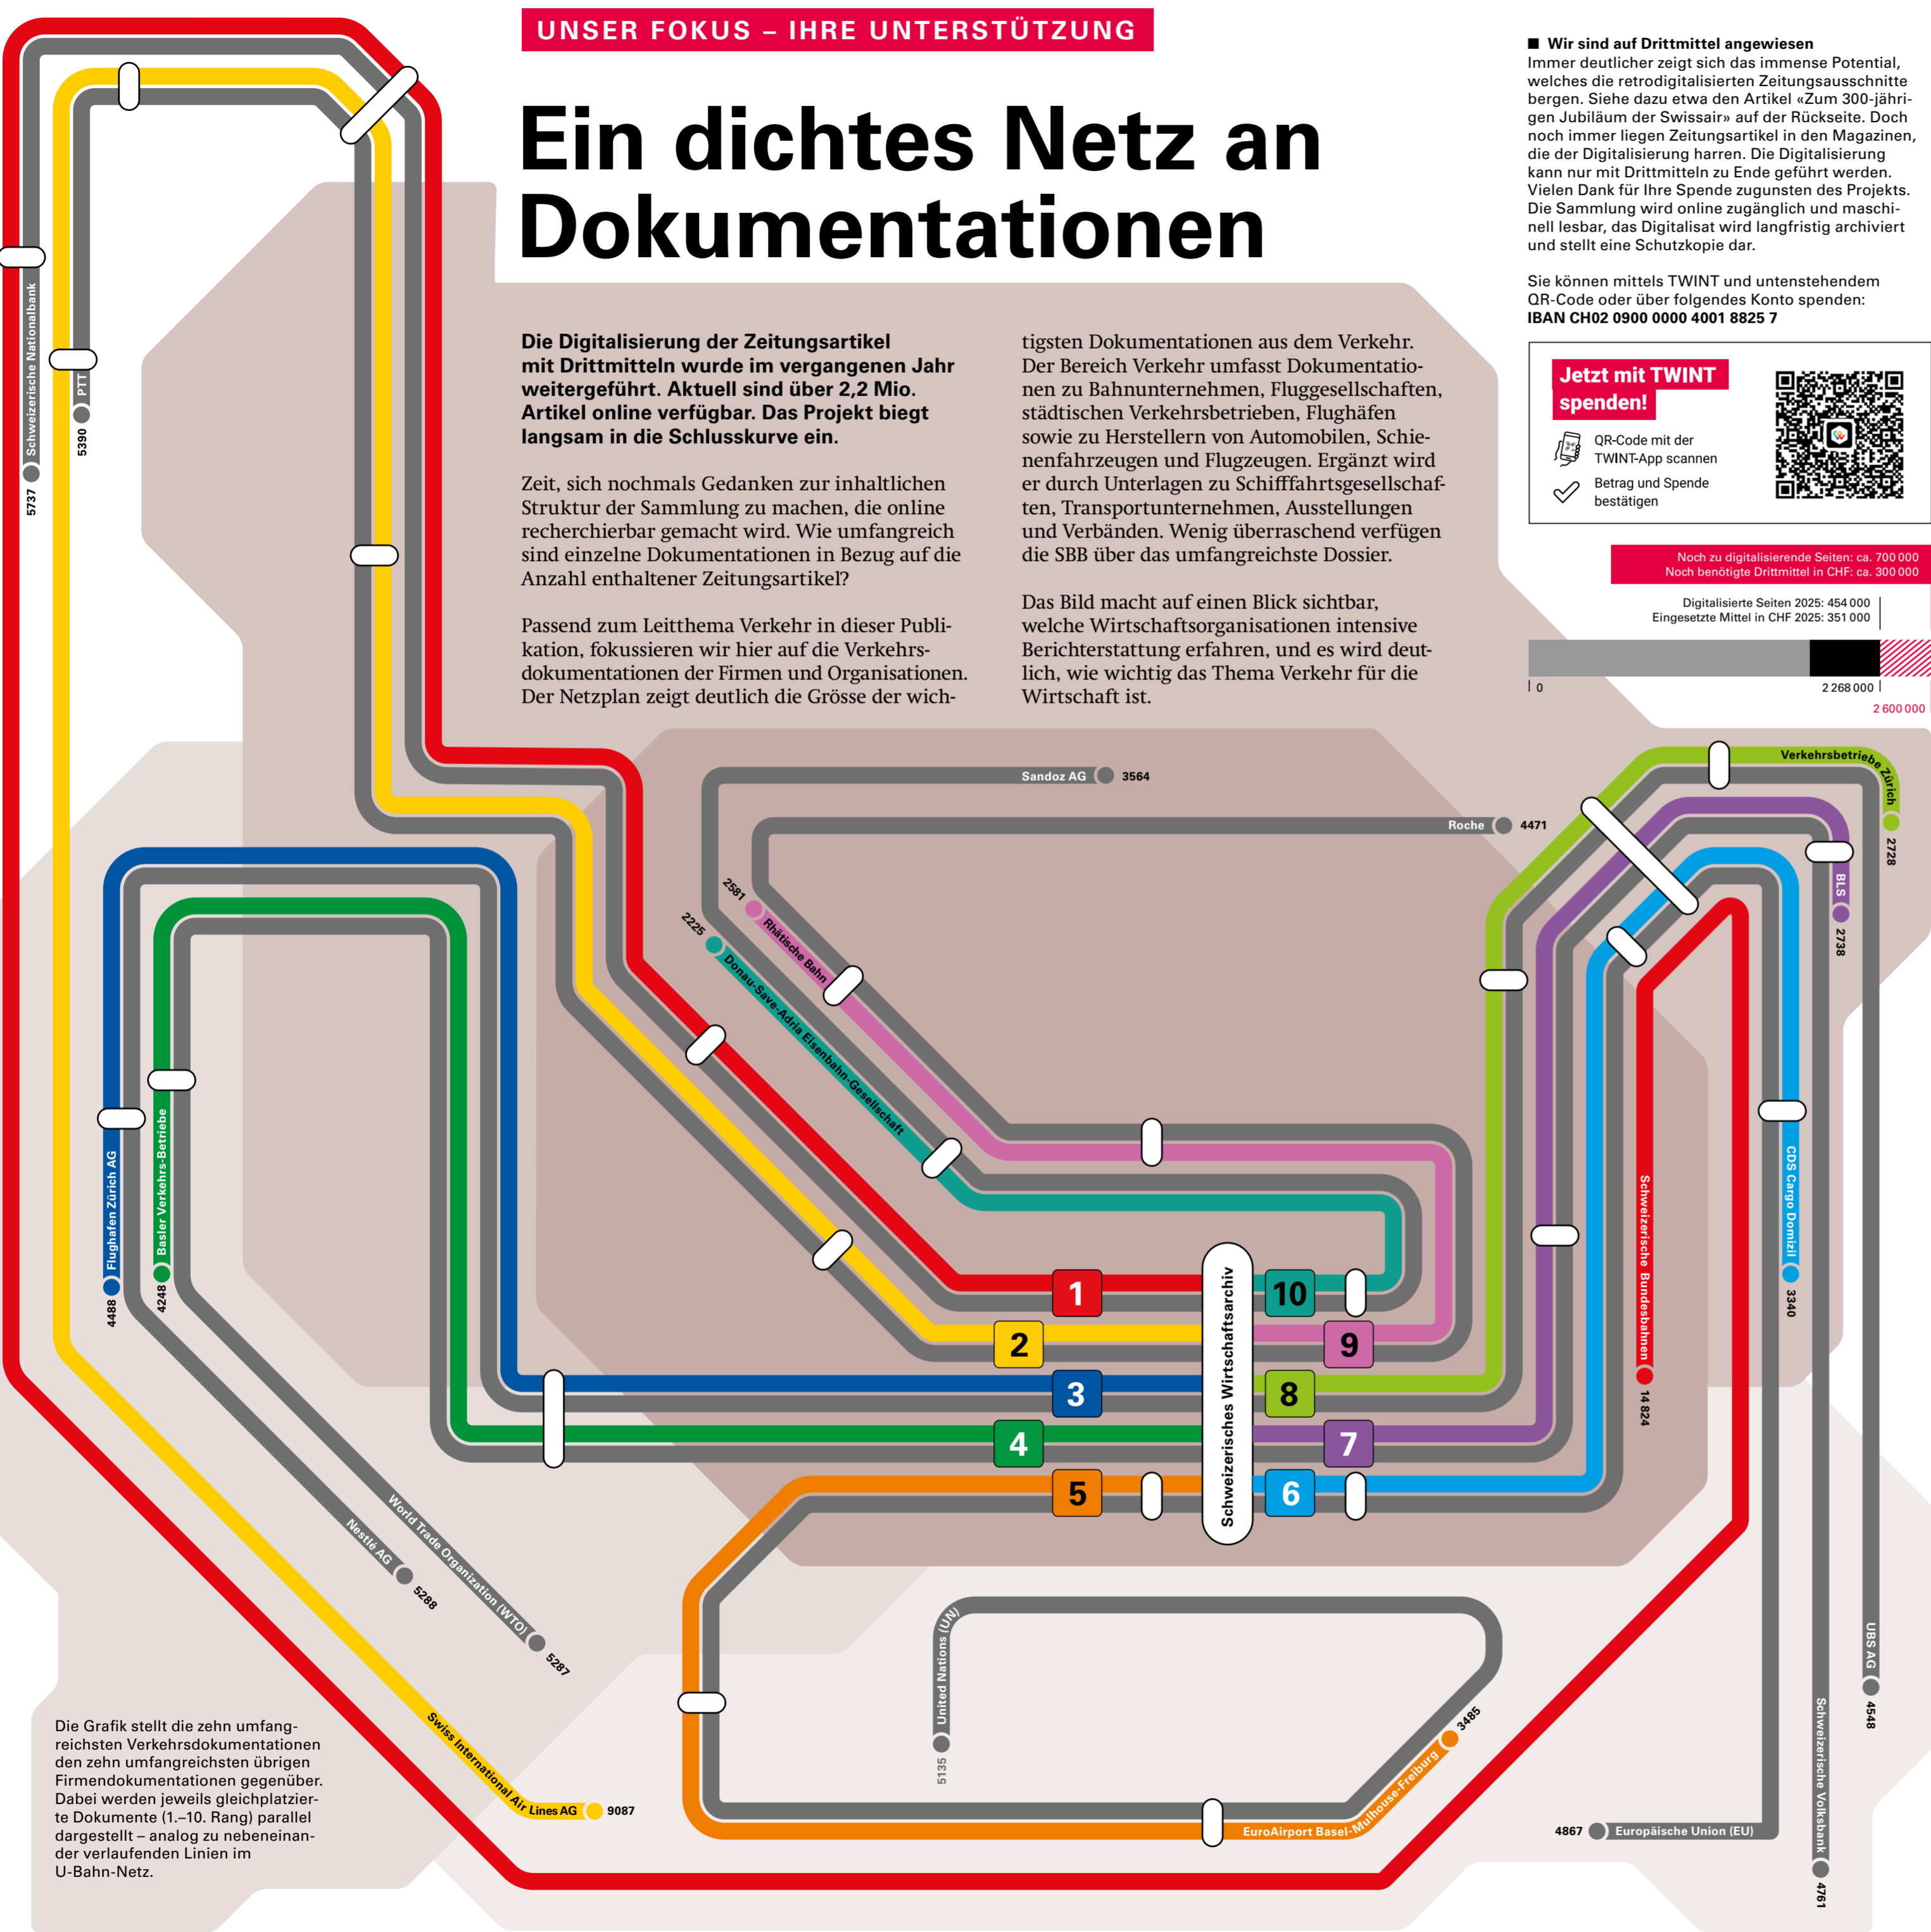 UNSER FOKUS – IHRE UNTERSTÜTZUNG
Ein dichtes Netz an
Dokumentationen
Die Digitalisierung der Zeitungsartikel
mit Drittmitteln wurde im vergangenen Jahr
weitergeführt. Aktuell sind über 2,2 Mio.
Artikel online verfügbar. Das Projekt biegt
langsam in die Schlusskurve ein.
Zeit, sich nochmals Gedanken zur inhaltlichen
Struktur der Sammlung zu machen, die online
recherchierbar gemacht wird. Wie umfangreich
sind einzelne Dokumentationen in Bezug auf die
Anzahl enthaltener Zeitungsartikel?
Passend zum Leitthema Verkehr in dieser Publi-
kation, fokussieren wir hier auf die Verkehrs-
dokumentationen der Firmen und Organisationen.
Der Netzplan zeigt deutlich die Grösse der wich-
tigsten Dokumentationen aus dem Verkehr.
Der Bereich Verkehr umfasst Dokumentatio-
nen zu Bahnunternehmen, Fluggesellschaften,
städtischen Verkehrsbetrieben, Flughäfen
sowie zu Herstellern von Automobilen, Schie-
nenfahrzeugen und Flugzeugen. Ergänzt wird
er durch Unterlagen zu Schifffahrtsgesellschaf-
ten, Transportunternehmen, Ausstellungen
und Verbänden. Wenig überraschend verfügen
die SBB über das umfangreichste Dossier.
Das Bild macht auf einen Blick sichtbar,
welche Wirtschaftsorganisationen intensive
Berichterstattung erfahren, und es wird deut-
lich, wie wichtig das Thema Verkehr für die
Wirtschaft ist.
■ Wir sind auf Drittmittel angewiesen
Immer deutlicher zeigt sich das immense Potential,
welches die retrodigitalisierten Zeitungsausschnitte
bergen. Siehe dazu etwa den Artikel «Zum 300-jähri-
gen Jubiläum der Swissair» auf der Rückseite. Doch
noch immer liegen Zeitungsartikel in den Magazinen,
die der Digitalisierung harren. Die Digitalisierung
kann nur mit Drittmitteln zu Ende geführt werden.
Vielen Dank für Ihre Spende zugunsten des Projekts.
Die Sammlung wird online zugänglich und maschi-
nell lesbar, das Digitalisat wird langfristig archiviert
und stellt eine Schutzkopie dar.
Sie können mittels TWINT und untenstehendem
QR-Code oder über folgendes Konto spenden:
IBAN CH02 0900 0000 4001 8825 7
Jetzt mit TWINT
spenden!
QR-Code mit der
TWINT-App scannen
Betrag und Spende
bestätigen
Noch zu digitalisierende Seiten: ca. 700 000
Noch benötigte Drittmittel in CHF: ca. 300 000
Digitalisierte Seiten 2025: 454 000
Eingesetzte Mittel in CHF 2025: 351 000
0
2 268 000
2 600 000
Schweizerische Nationalbank
5737
PTT
5390
Sandoz AG
3564
Roche
4471
2581
Rhätische Bahn
2225
Donau-Save-Adria Eisenbahn-Gesellschaft
Verkehrsbetriebe Zürich
2728
BLS
2738
Flughafen Zürich AG
4488
Basler Verkehrs-Betriebe
4248
CDS Cargo Domizil
3340
Schweizerische Bundesbahnen
14 824
Schweizerisches Wirtschaftsarchiv
1
2
3
4
5
10
9
8
7
6
Nestlé AG
5288
World Trade Organization (WTO)
5287
Swiss International Air Lines AG
9087
United Nations (UN)
5135
EuroAirport Basel-Mulhouse-Freiburg
3485
4867
Europäische Union (EU)
Schweizerische Volksbank
4761
UBS AG
4548
Die Grafik stellt die zehn umfang-
reichsten Verkehrsdokumentationen
den zehn umfangreichsten übrigen
Firmendokumentationen gegenüber.
Dabei werden jeweils gleichplatzier-
te Dokumente (1.–10. Rang) parallel
dargestellt – analog zu nebeneinan-
der verlaufenden Linien im
U-Bahn-Netz.